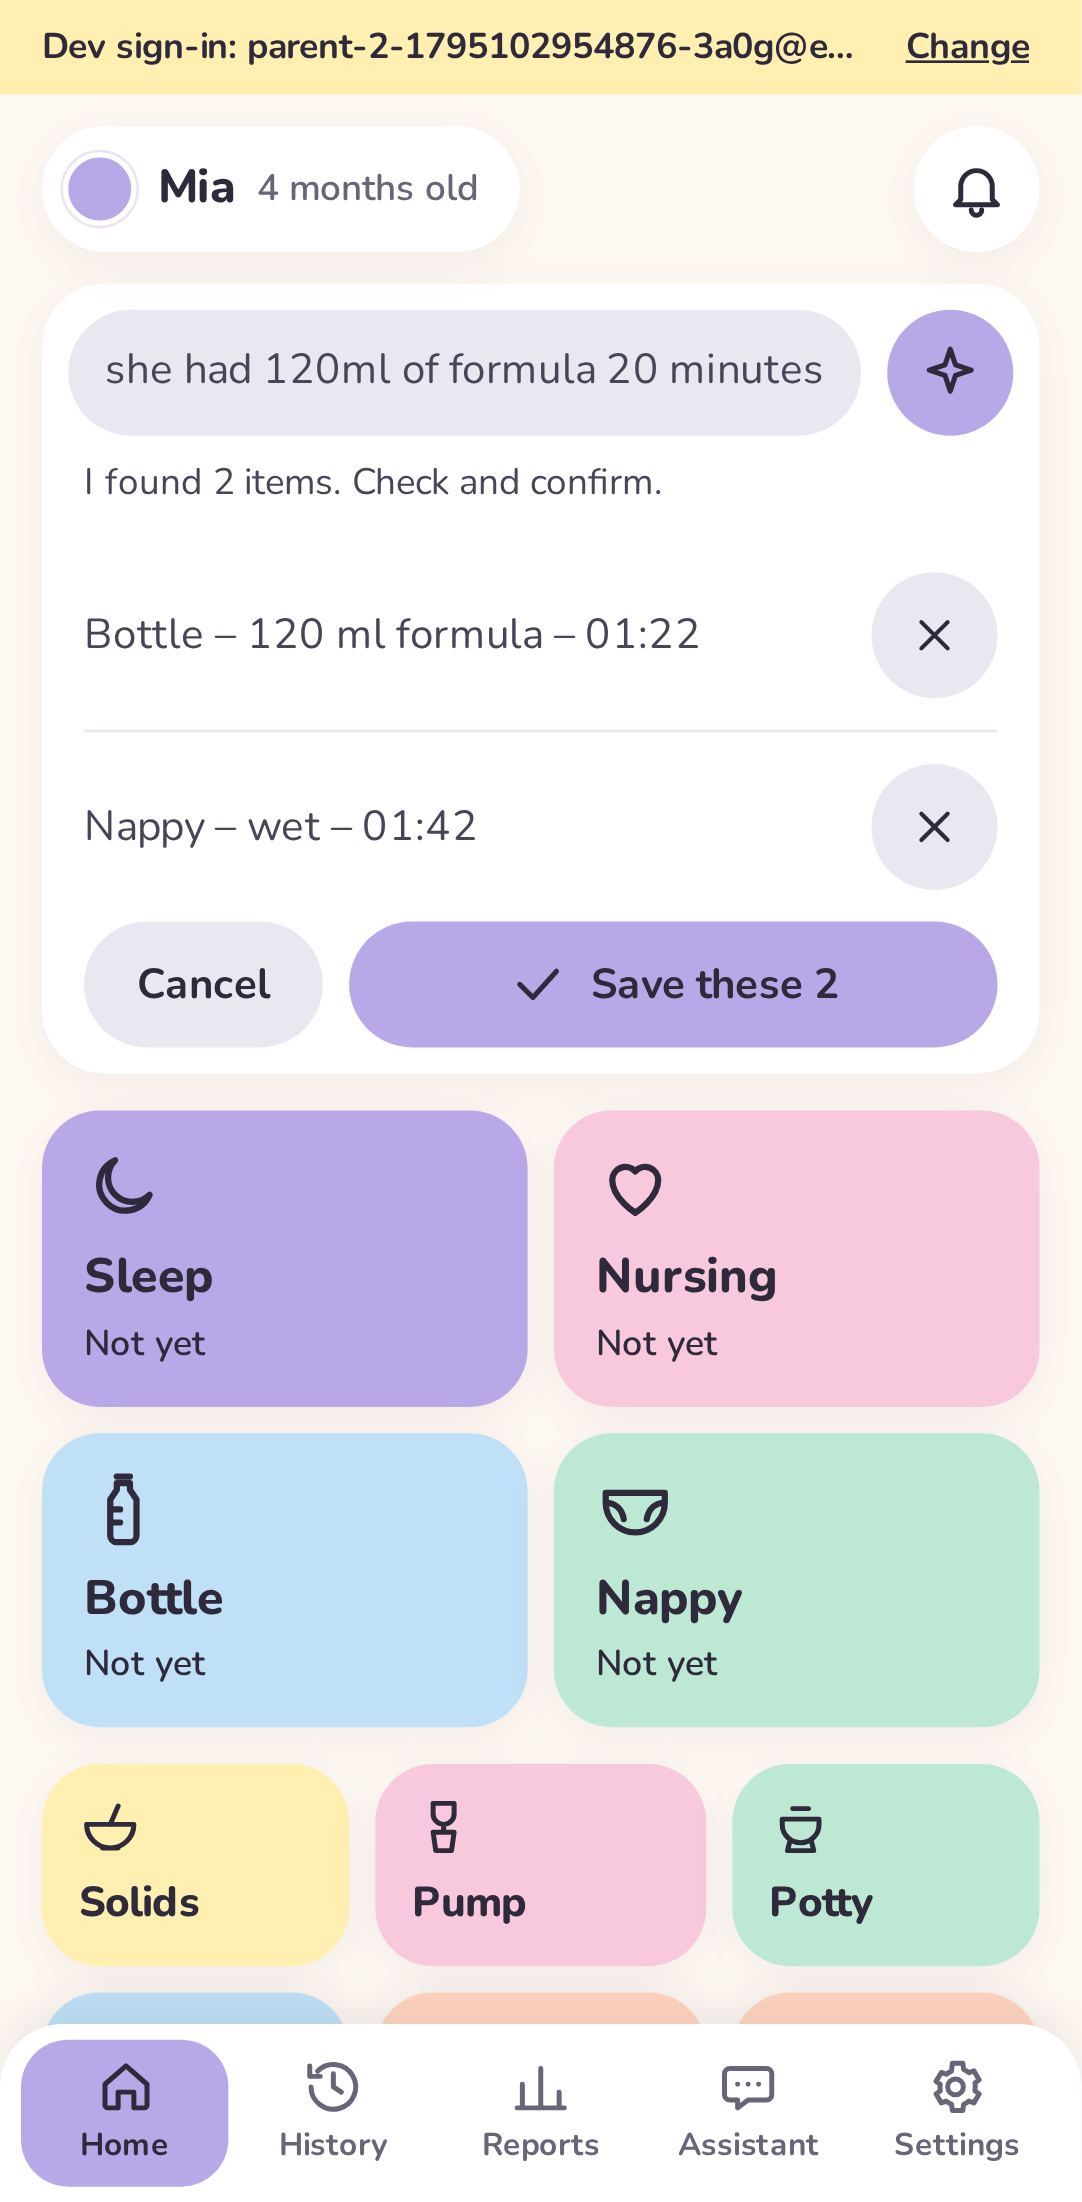 Dev sign-in: parent-2-1795102954876-3a0g@e... Change
Mia 4 months old
she had 120ml of formula 20 minutes
I found 2 items. Check and confirm.
Bottle – 120 ml formula – 01:22
Nappy – wet – 01:42
Cancel Save these 2
Sleep Nursing
Not yet Not yet
Bottle Nappy
Not yet Not yet
Solids Pump Potty
Home History Reports Assistant Settings